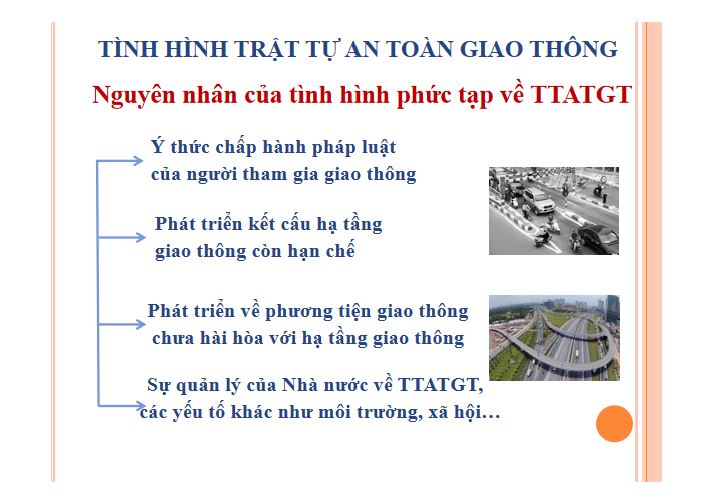 TÌNH HÌNH TRẬT TỰ AN TOÀN GIAO THÔNG
Nguyên nhân của tình hình phức tạp về TTATGT
Ý thức chấp hành pháp luật
của người tham gia giao thông
Phát triển kết cấu hạ tầng
giao thông còn hạn chế
Phát triển về phương tiện giao thông
chưa hài hòa với hạ tầng giao thông
Sự quản lý của Nhà nước về TTATGT,
các yếu tố khác như môi trường, xã hội…